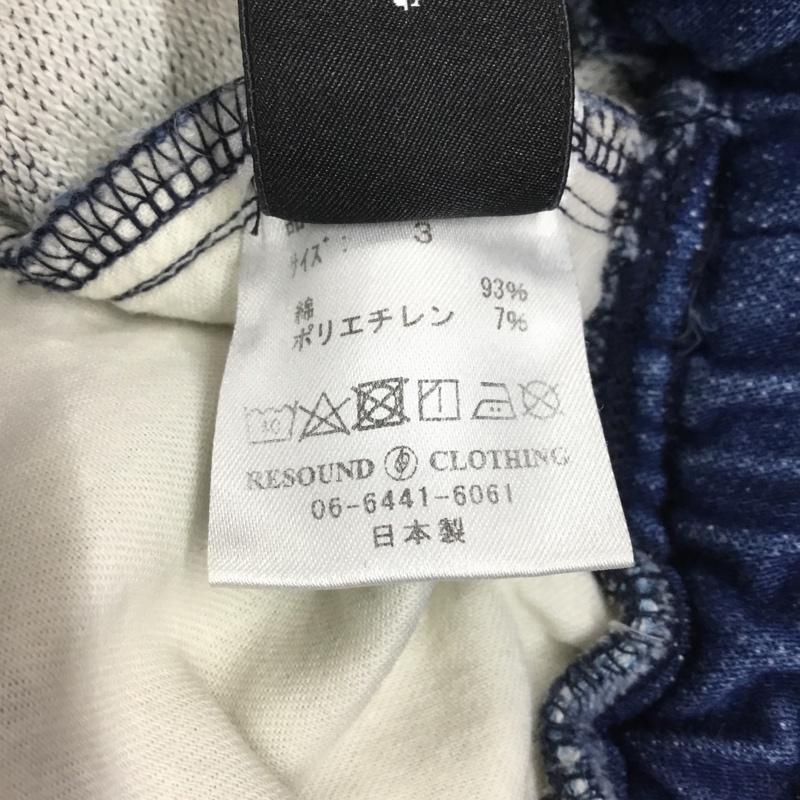 サイズ: 3
綿 93%
ポリエチレン 7%
40
RESOUND CLOTHING
06-6441-6061
日本製